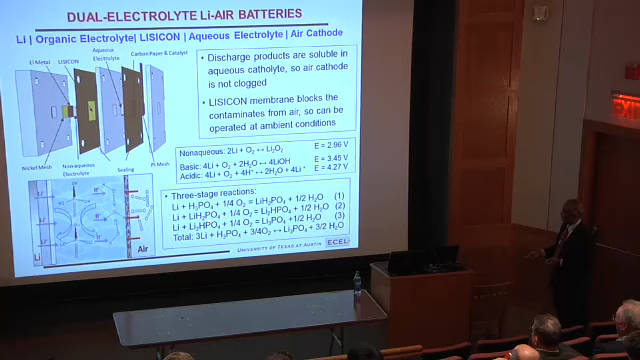 DUAL-ELECTROLYTE Li-AIR BATTERIES
Li | Organic Electrolyte| LISICON | Aqueous Electrolyte | Air Cathode
Li Metal
LISICON
Aqueous
Electrolyte
Carbon Paper & Catalyst
Nickel Mesh
Non-aqueous
Electrolyte
Sealing
Pt Mesh
• Discharge products are soluble in
aqueous catholyte, so air cathode
is not clogged
• LISICON membrane blocks the
contaminates from air, so can be
operated at ambient conditions
Nonaqueous: 2Li + O₂ ↔ Li₂O₂ E = 2.96 V
Basic: 4Li + O₂ + 2H₂O ↔ 4LiOH E = 3.45 V
Acidic: 4Li + O₂ + 4H⁺ ↔ 2H₂O + 4Li⁺ E = 4.27 V
• Three-stage reactions:
Li + H₃PO₄ + 1/4 O₂ = LiH₂PO₄ + 1/2 H₂O (1)
Li + LiH₂PO₄ + 1/4 O₂ = Li₂HPO₄ + 1/2 H₂O (2)
Li + Li₂HPO₄ + 1/4 O₂ = Li₃PO₄ + 1/2 H₂O (3)
Total: 3Li + H₃PO₄ + 3/4O₂ ↔ Li₃PO₄ + 3/2 H₂O
Li
Air
UNIVERSITY OF TEXAS AT AUSTIN
ECEL
EXIT